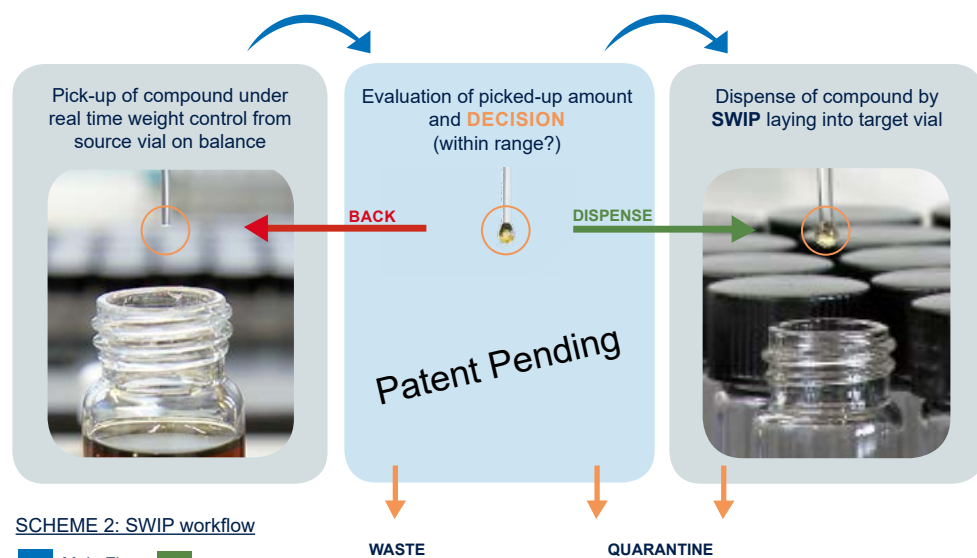 Pick-up of compound under
real time weight control from
source vial on balance
Evaluation of picked-up amount
and DECISION
(within range?)
Dispense of compound by
SWIP laying into target vial
BACK
DISPENSE
Patent Pending
SCHEME 2: SWIP workflow
WASTE
QUARANTINE